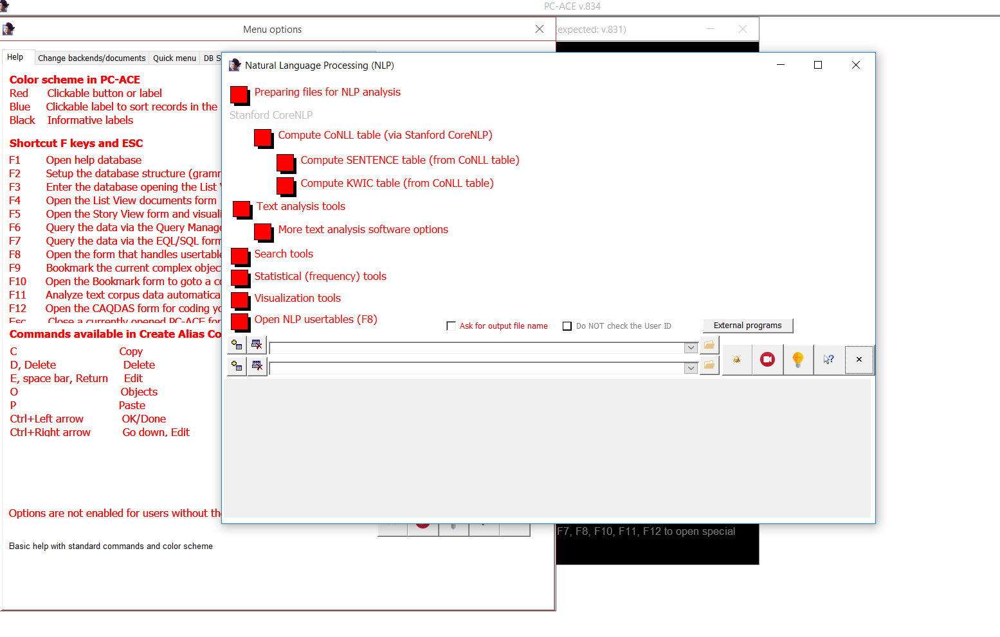 PC-ACE v.834
Menu options
(expected: v.831)
Help
Change backends/documents
Quick menu
DB S
Color scheme in PC-ACE
Red Clickable button or label
Blue Clickable label to sort records in the
Black Informative labels
Shortcut F keys and ESC
F1 Open help database
F2 Setup the database structure (gramr
F3 Enter the database opening the List V
F4 Open the List View documents form
F5 Open the Story View form and visuali
F6 Query the data via the Query Manage
F7 Query the data via the EQL/SQL form
F8 Open the form that handles usertable
F9 Bookmark the current complex objec
F10 Open the Bookmark form to goto a co
F11 Analyze text corpus data automatica
F12 Open the CAQDAS form for coding yo
Esc Close a currently opened PC-ACE for
Commands available in Create Alias Co
C Copy
D, Delete Delete
E, space bar, Return Edit
O Objects
P Paste
Ctrl+Left arrow OK/Done
Ctrl+Right arrow Go down, Edit
Options are not enabled for users without the
Basic help with standard commands and color scheme
Natural Language Processing (NLP)
Preparing files for NLP analysis
Stanford CoreNLP
Compute CoNLL table (via Stanford CoreNLP)
Compute SENTENCE table (from CoNLL table)
Compute KWIC table (from CoNLL table)
Text analysis tools
More text analysis software options
Search tools
Statistical (frequency) tools
Visualization tools
Open NLP usertables (F8)
Ask for output file name
Do NOT check the User ID
External programs
F7, F8, F10, F11, F12 to open special